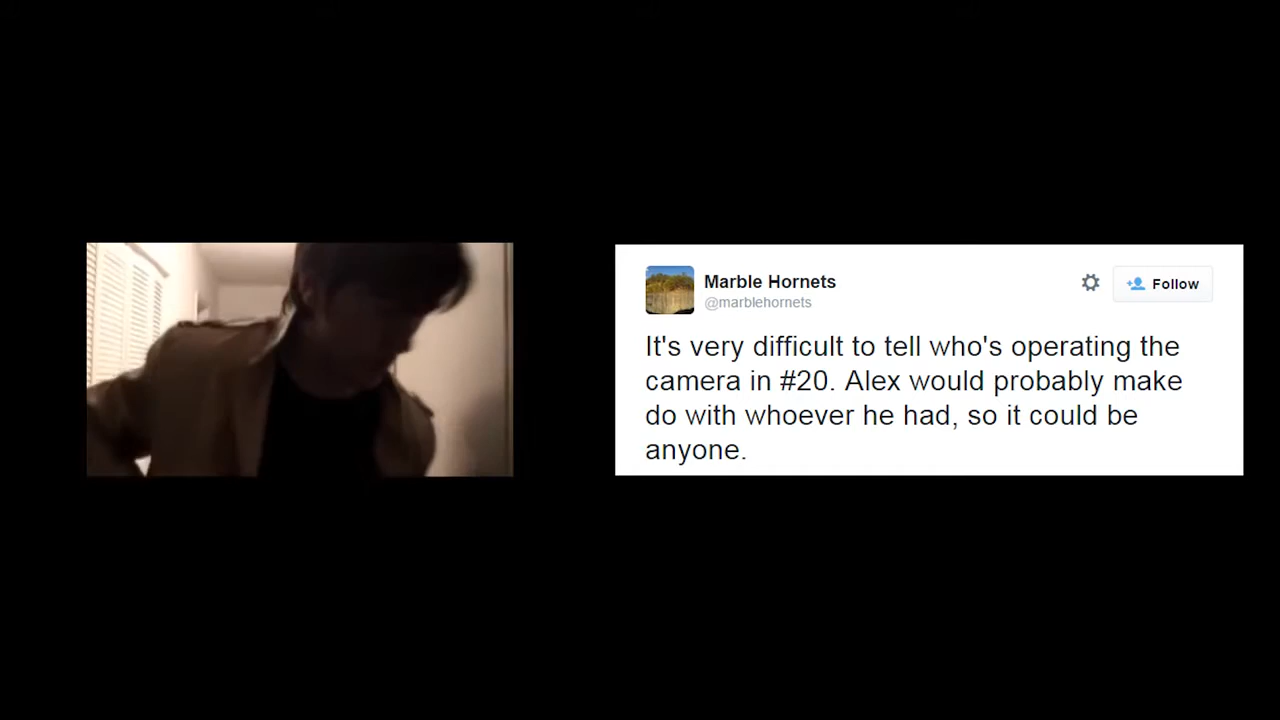 Marble Hornets
@marblehornets
Follow
It's very difficult to tell who's operating the
camera in #20. Alex would probably make
do with whoever he had, so it could be
anyone.